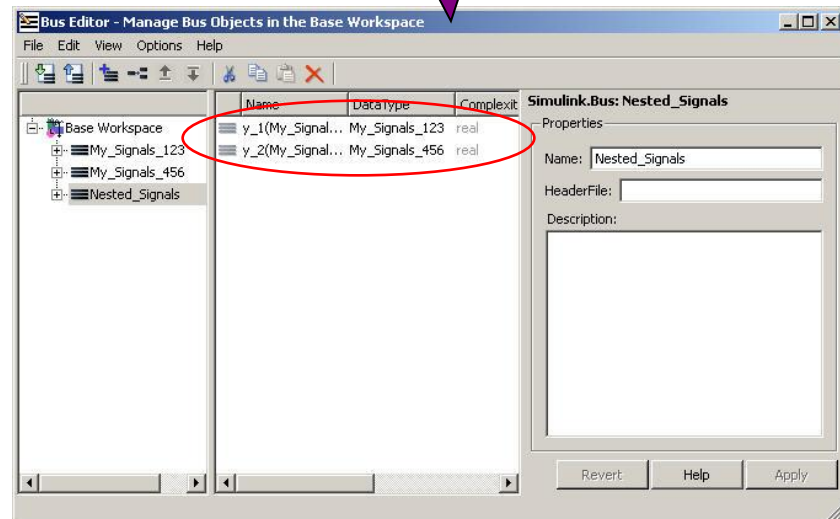 Bus Editor - Manage Bus Objects in the Base Workspace
File Edit View Options Help
Name DataType Complexit
Base Workspace
My_Signals_123
My_Signals_456
Nested_Signals
y_1(My_Signal... My_Signals_123 real
y_2(My_Signal... My_Signals_456 real
Simulink.Bus: Nested_Signals
Properties
Name: Nested_Signals
HeaderFile:
Description:
Revert Help Apply